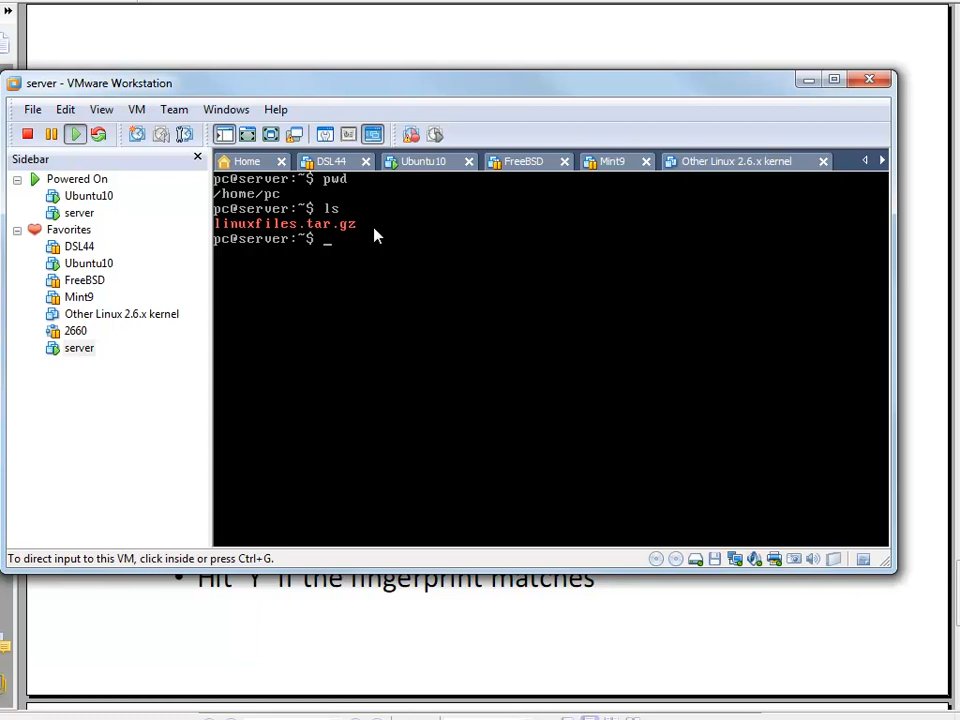 server - VMware Workstation
File Edit View VM Team Windows Help
Sidebar
Powered On
Ubuntu10
server
Favorites
DSL44
Ubuntu10
FreeBSD
Mint9
Other Linux 2.6.x kernel
2660
server
Home DSL44 Ubuntu10 FreeBSD Mint9 Other Linux 2.6.x kernel
pc@server:~$ pwd
/home/pc
pc@server:~$ ls
linuxfiles.tar.gz
pc@server:~$ _
To direct input to this VM, click inside or press Ctrl+G.
• Hit 'Y' if the fingerprint matches